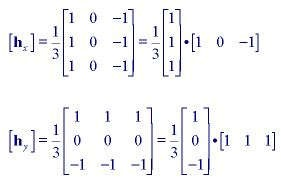 [hₓ] = 1/3 [1 0 -1; 1 0 -1; 1 0 -1] = 1/3 [1; 1; 1] • [1 0 -1]
[hᵧ] = 1/3 [1 1 1; 0 0 0; -1 -1 -1] = 1/3 [1; 0; -1] • [1 1 1]